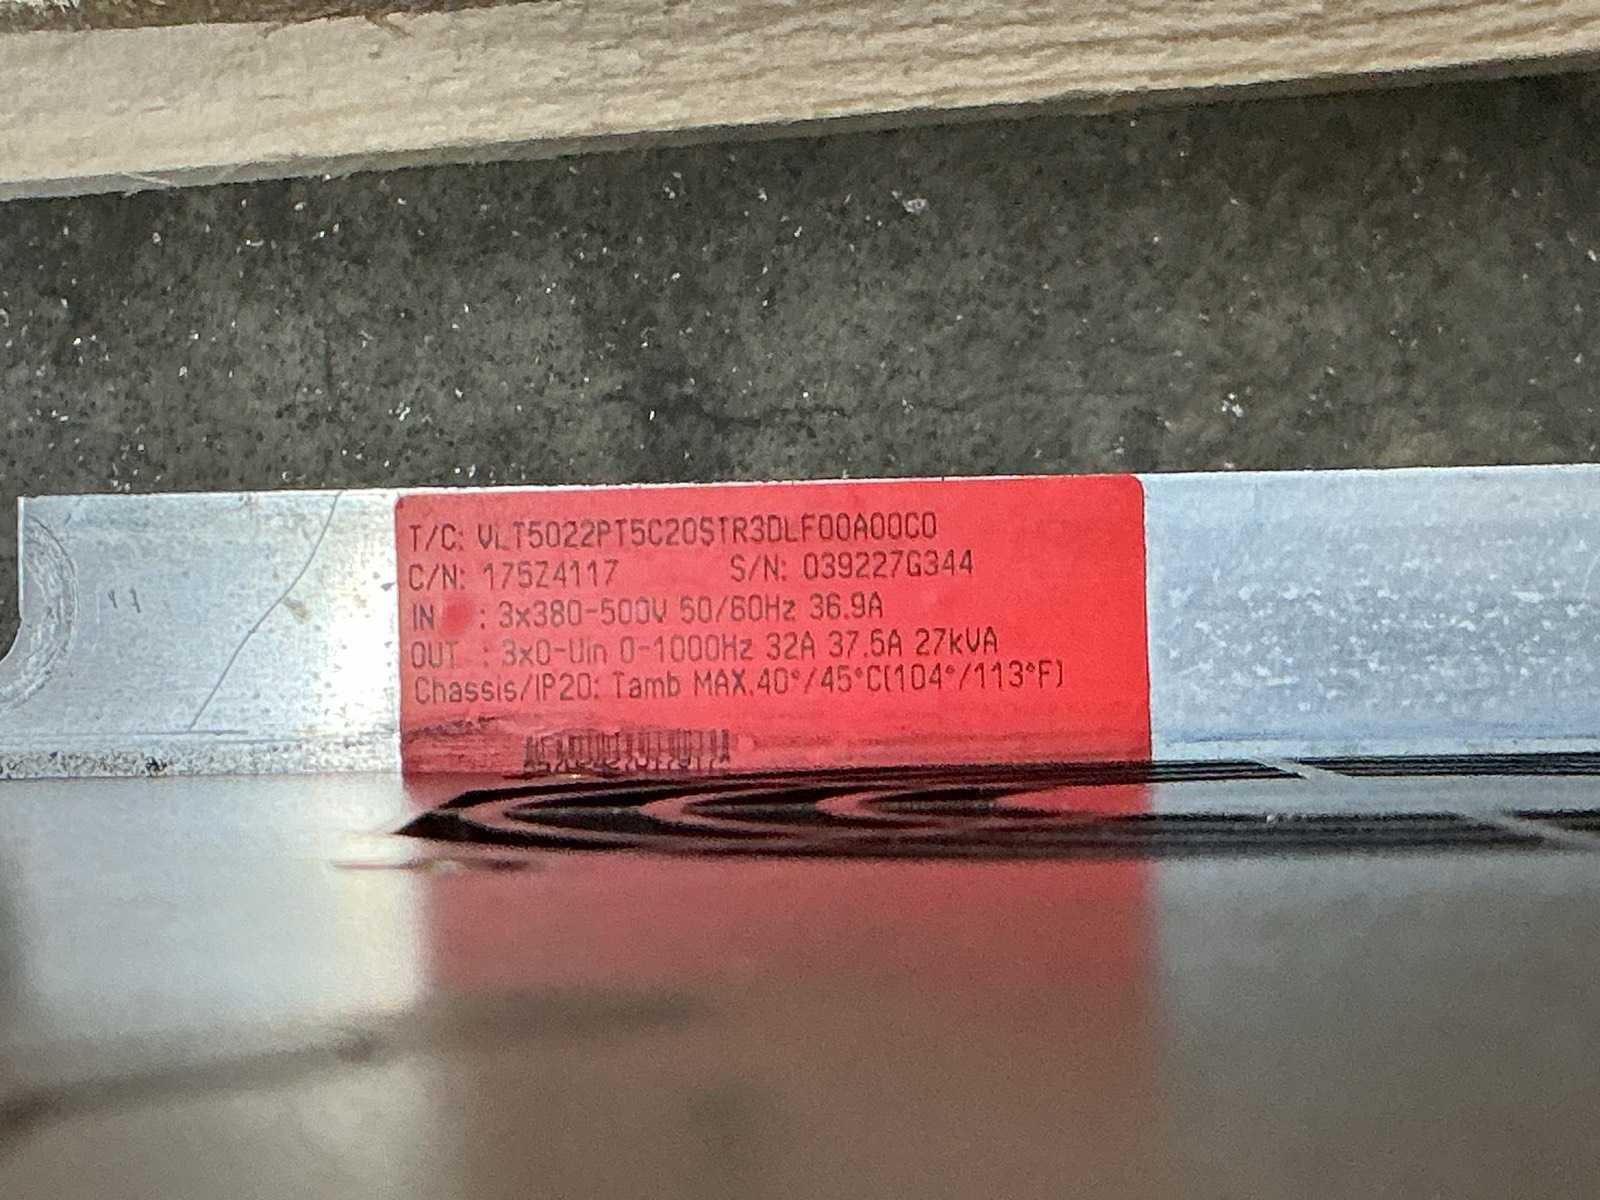 T/C: VLT5022PT5C20STR3DLF00A00C0
C/N: 175Z4117 S/N: 039227G344
IN : 3x380-500V 50/60Hz 36.9A
OUT : 3x0-Uin 0-1000Hz 32A 37.5A 27kVA
Chassis/IP20: Tamb MAX.40°/45°C(104°/113°F)